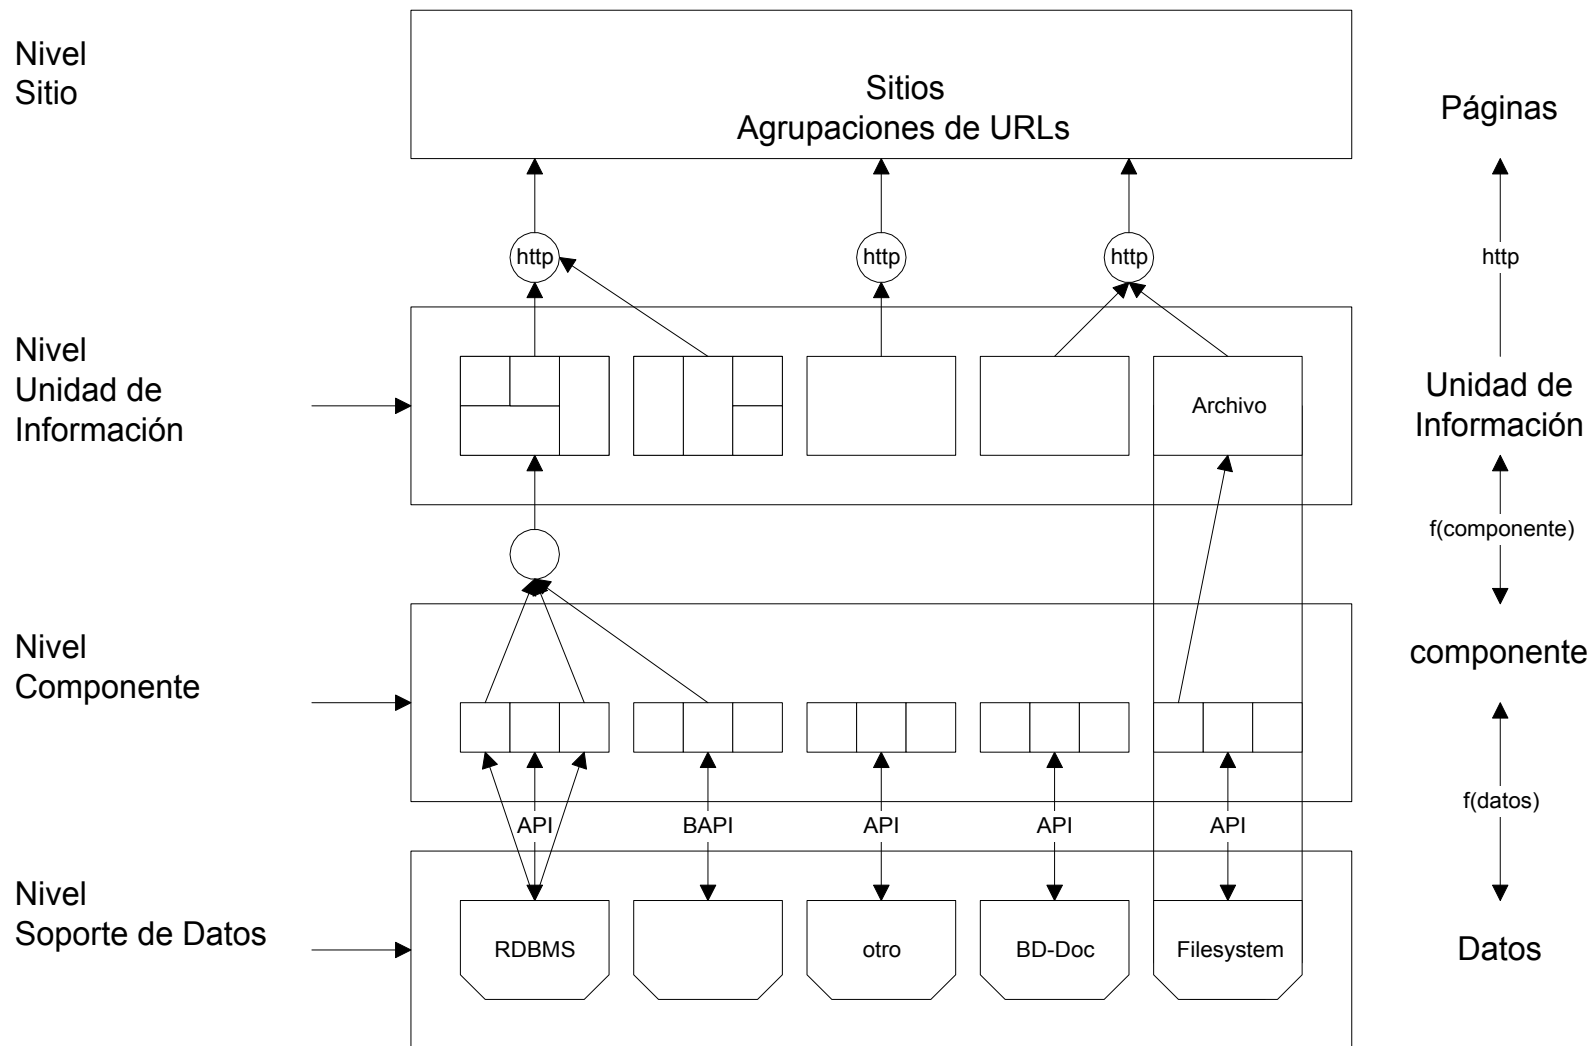 Nivel
Sitio
Sitios
Agrupaciones de URLs
Páginas
http
http
http
http
Nivel
Unidad de
Información
Archivo
Unidad de
Información
f(componente)
Nivel
Componente
componente
API
BAPI
API
API
API
f(datos)
Nivel
Soporte de Datos
RDBMS
otro
BD-Doc
Filesystem
Datos